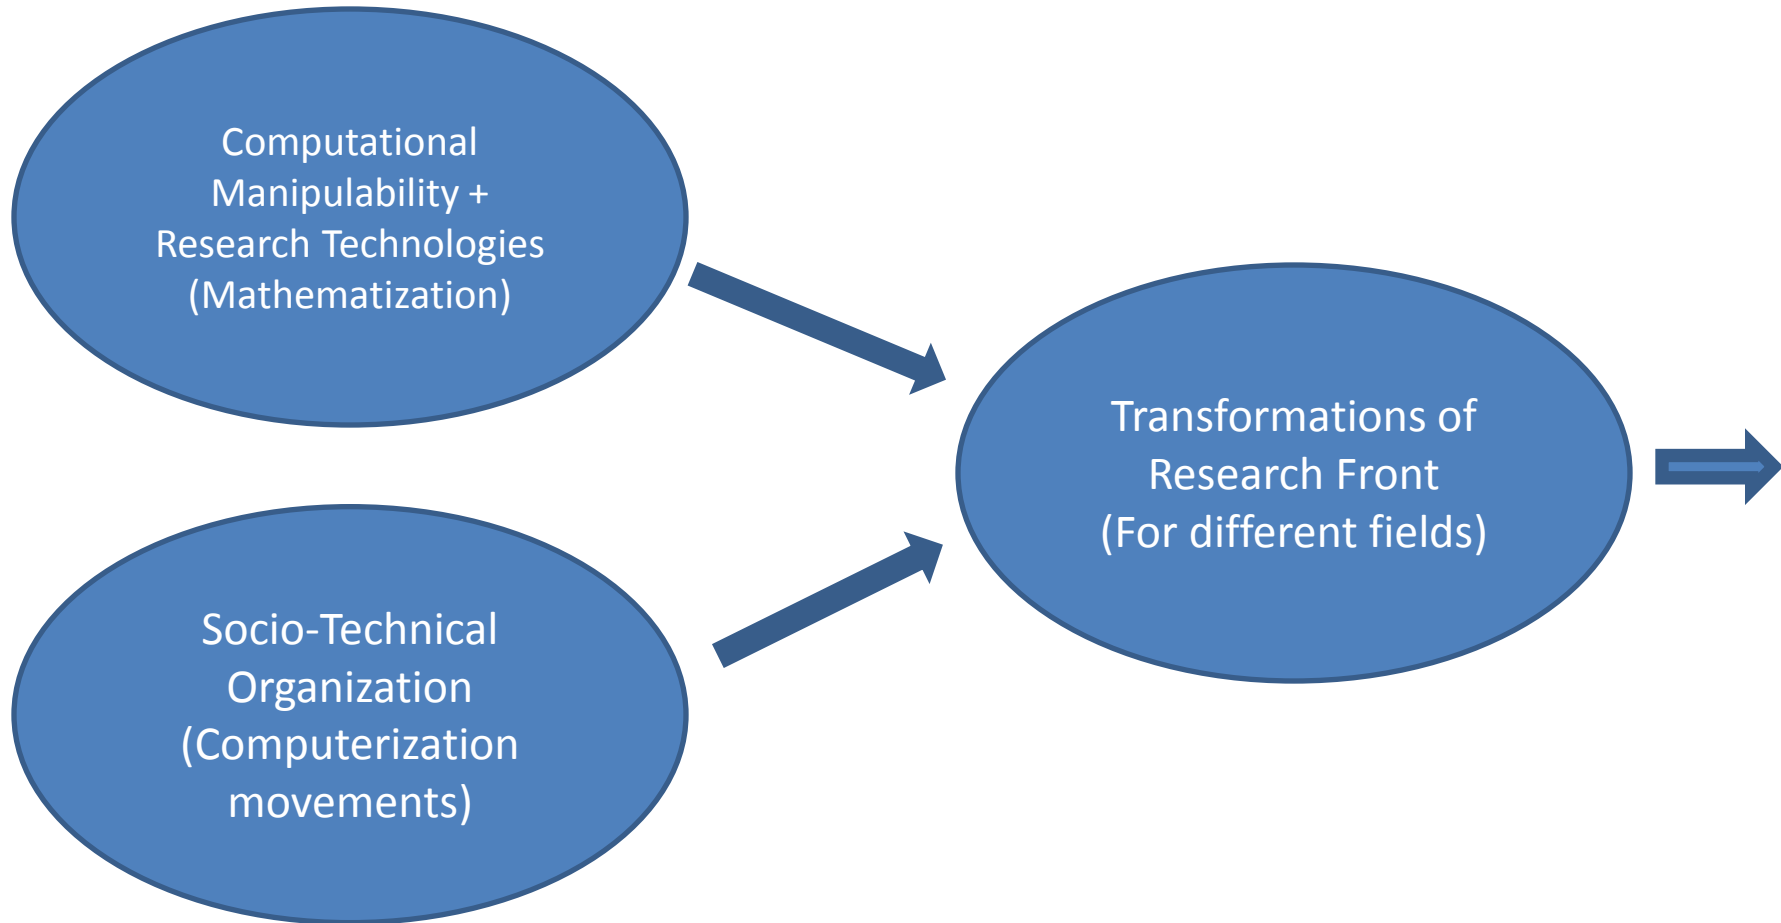 Computational
Manipulability +
Research Technologies
(Mathematization)
Socio-Technical
Organization
(Computerization
movements)
Transformations of
Research Front
(For different fields)